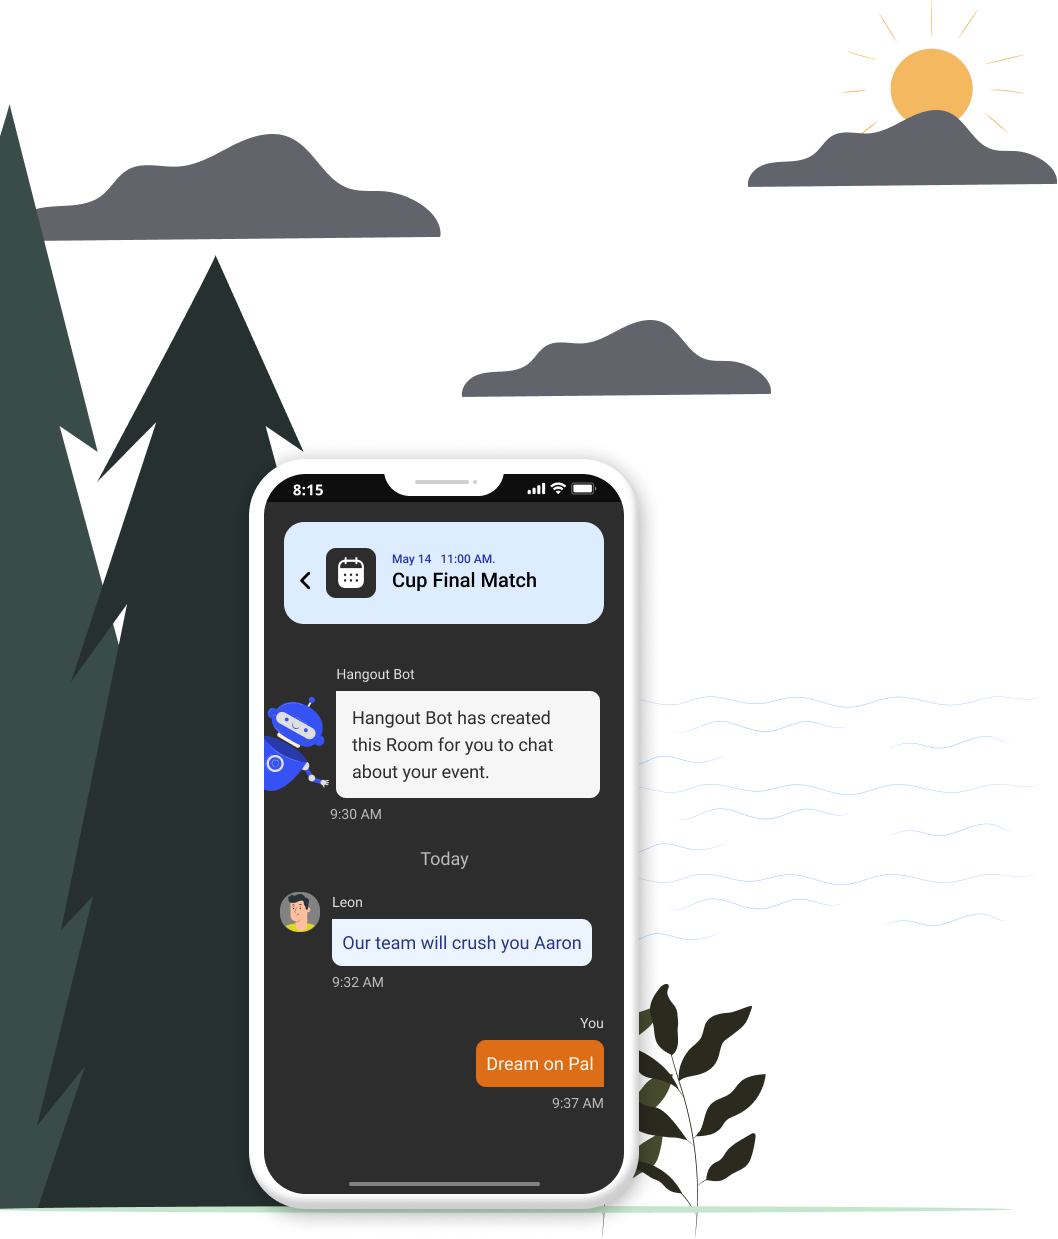 8:15
May 14 11:00 AM.
Cup Final Match
Hangout Bot
Hangout Bot has created
this Room for you to chat
about your event.
9:30 AM
Today
Leon
Our team will crush you Aaron
9:32 AM
You
Dream on Pal
9:37 AM